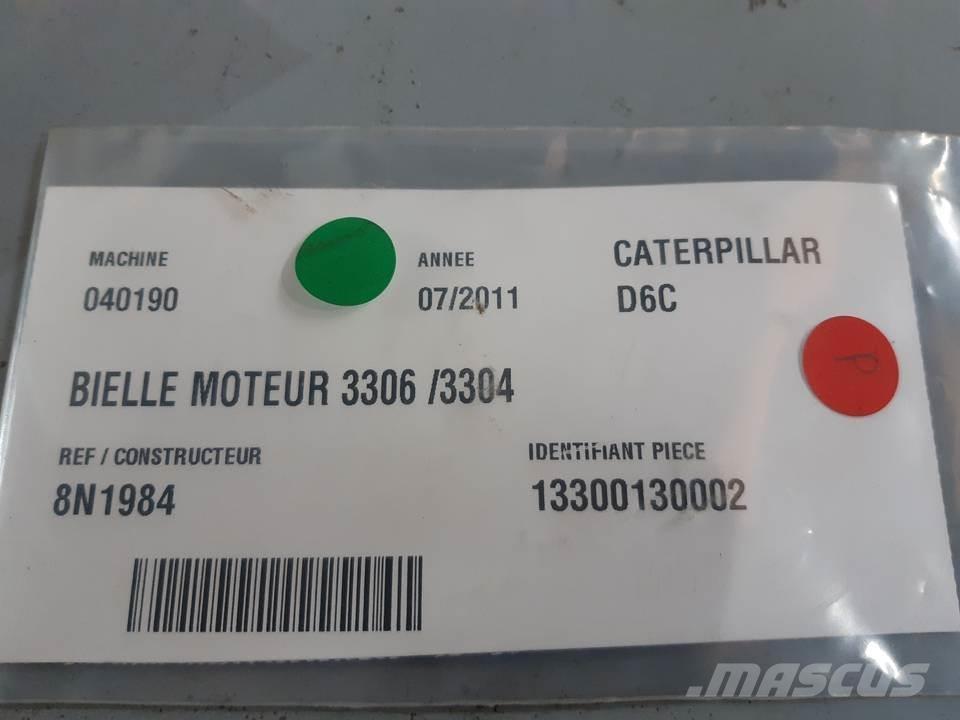 MACHINE
ANNEE
CATERPILLAR
040190
07/2011
D6C
P
BIELLE MOTEUR 3306 /3304
REF / CONSTRUCTEUR
IDENTIFIANT PIECE
8N1984
13300130002
MASCUS